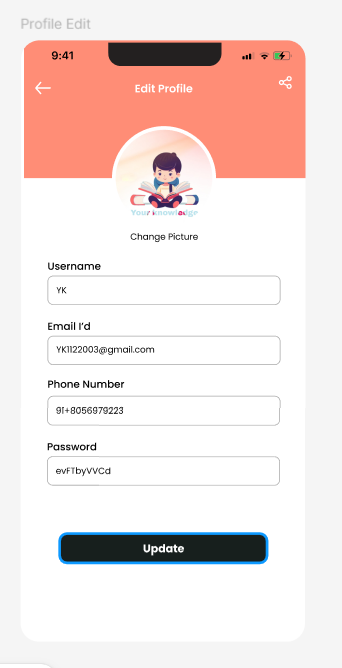 Profile Edit
9:41
Edit Profile
Your knowladge
Change Picture
Username
YK
Email I'd
YK1122003@gmail.com
Phone Number
91+8056979223
Password
evFTbyVVCd
Update